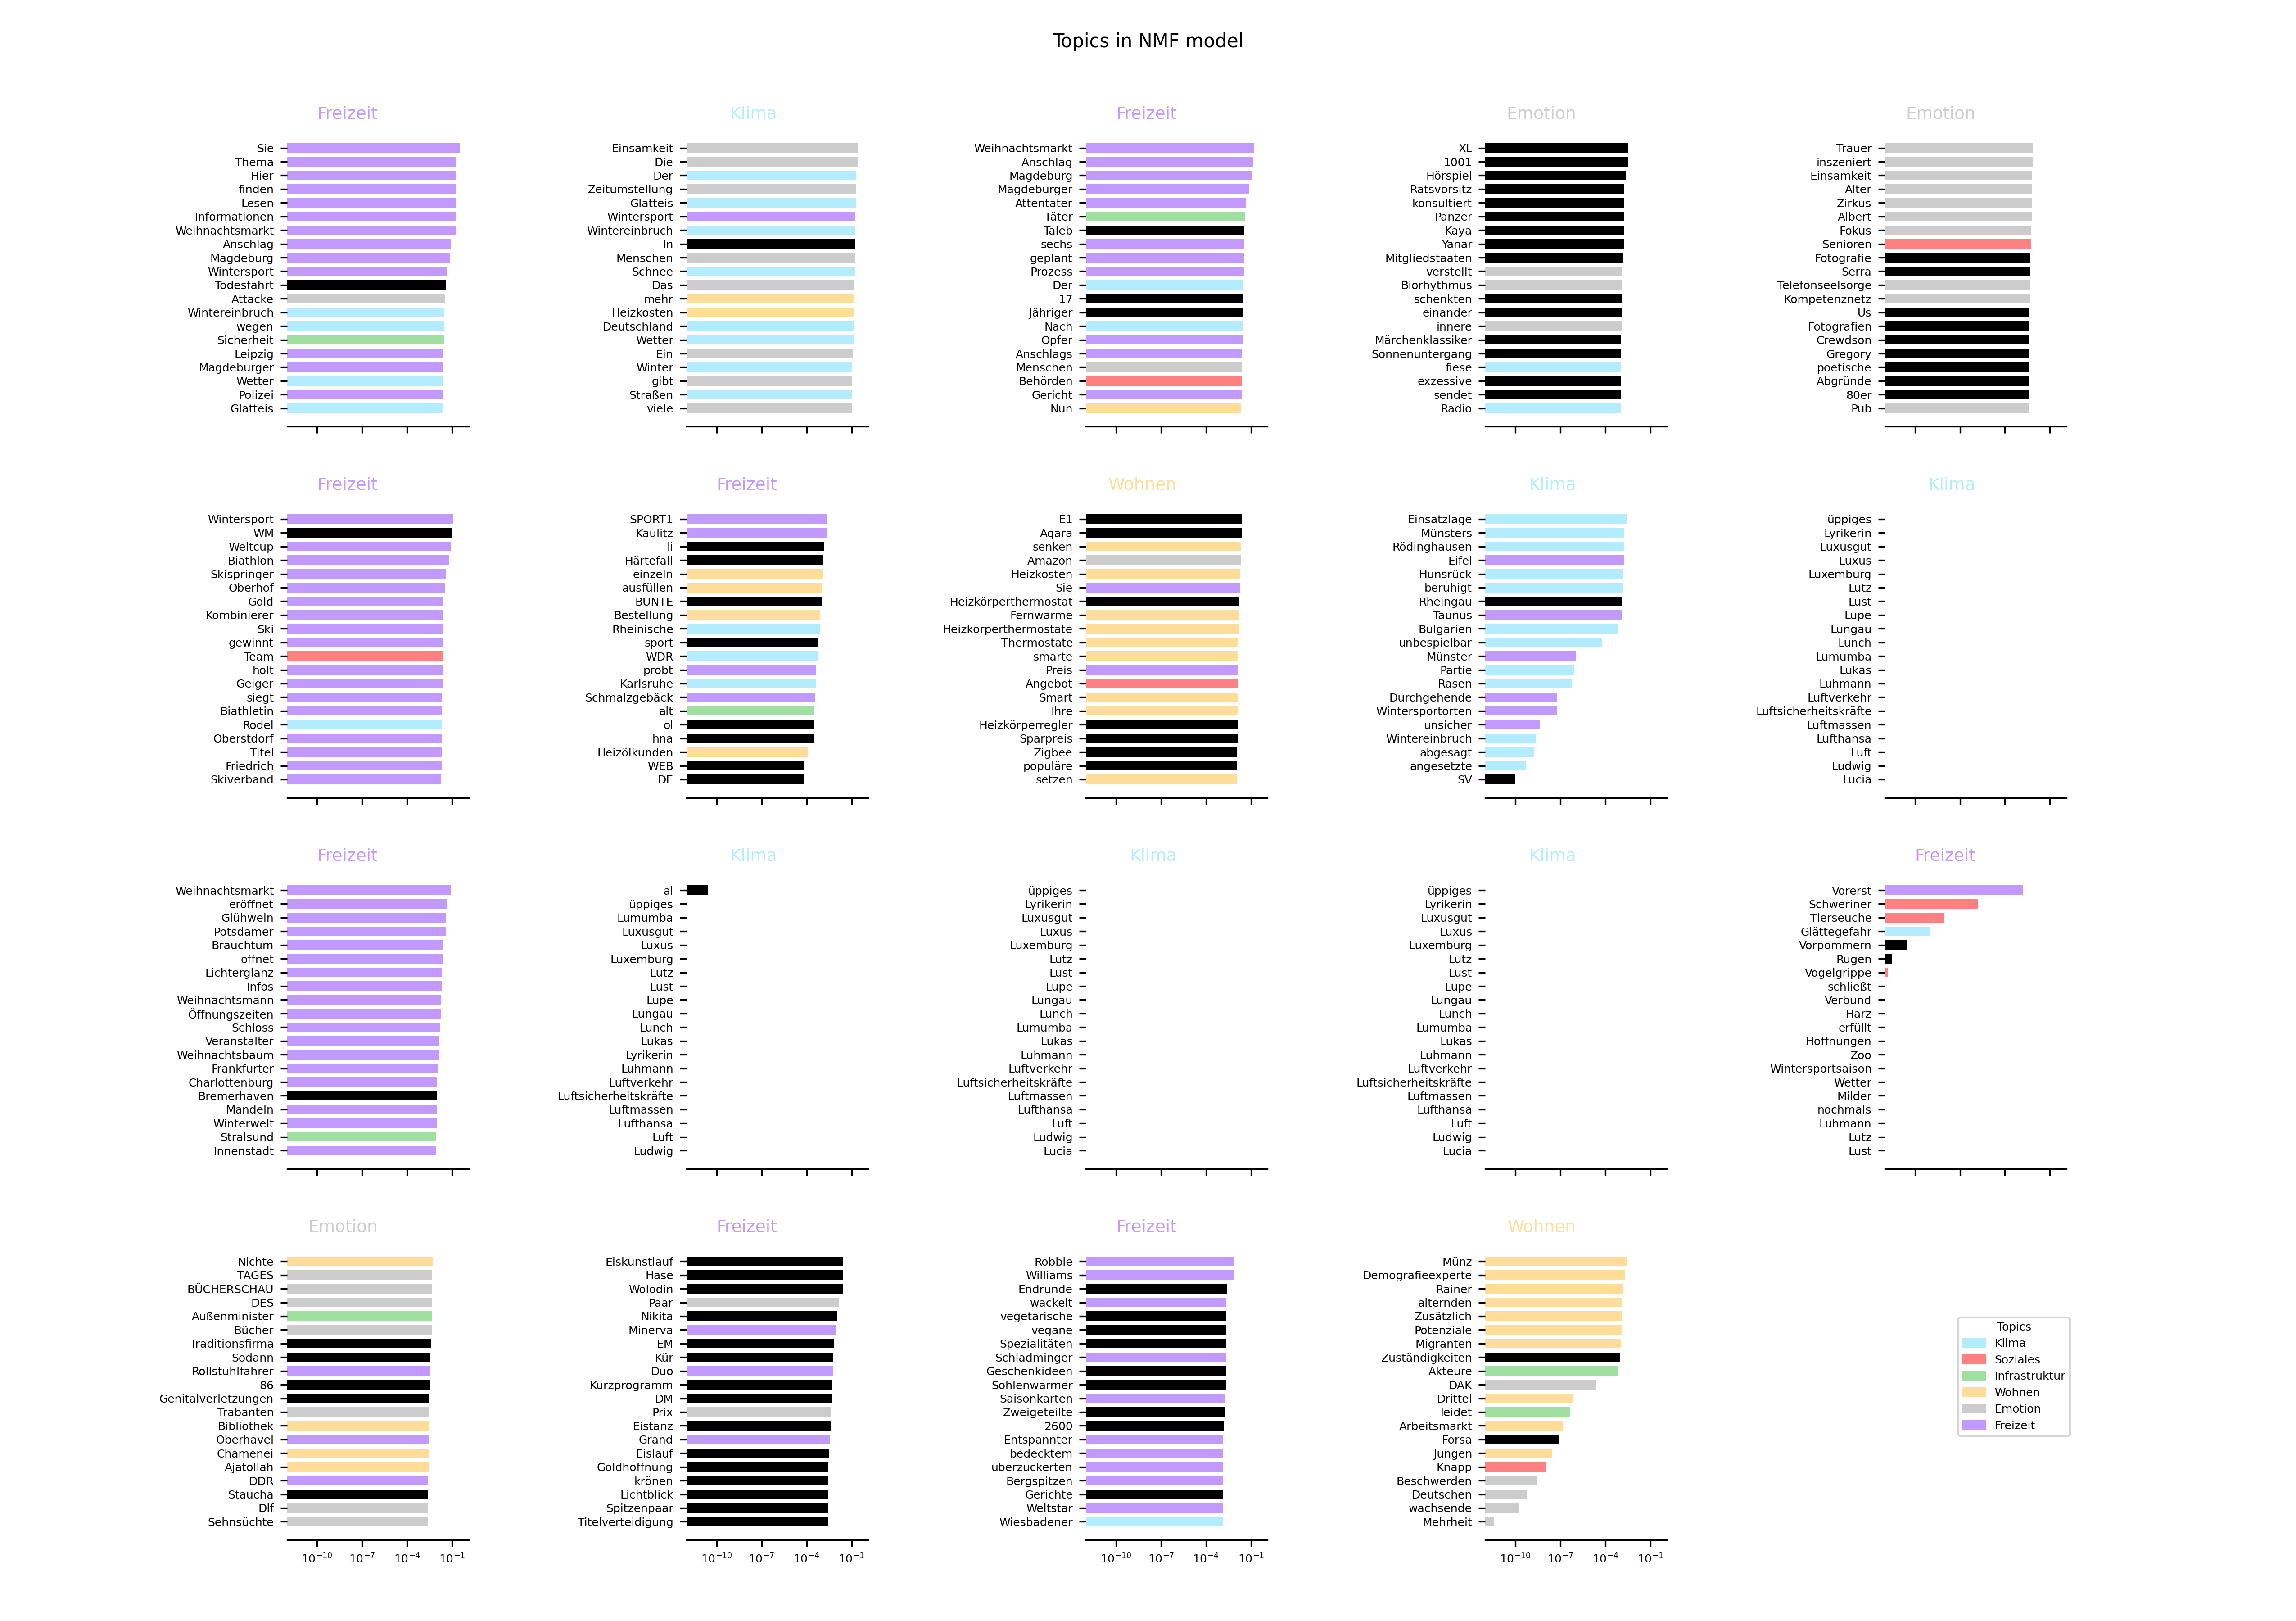 Topics in NMF model
Freizeit
Sie
Thema
Hier
finden
Lesen
Informationen
Weihnachtsmarkt
Anschlag
Magdeburg
Wintersport
Todesfahrt
Attacke
Wintereinbruch
wegen
Sicherheit
Leipzig
Magdeburger
Wetter
Polizei
Glatteis
Klima
Einsamkeit
Die
Der
Zeitumstellung
Glatteis
Wintersport
Wintereinbruch
In
Menschen
Schnee
Das
mehr
Heizkosten
Deutschland
Wetter
Ein
Winter
gibt
Straßen
viele
Freizeit
Weihnachtsmarkt
Anschlag
Magdeburg
Magdeburger
Attentäter
Täter
Taleb
sechs
geplant
Prozess
Der
17
Jähriger
Nach
Opfer
Anschlags
Menschen
Behörden
Gericht
Nun
Emotion
XL
1001
Hörspiel
Ratsvorsitz
konsultiert
Panzer
Kaya
Yanar
Mitgliedstaaten
verstellt
Biorhythmus
schenkten
einander
innere
Märchenklassiker
Sonnenuntergang
fiese
exzessive
sendet
Radio
Emotion
Trauer
inszeniert
Einsamkeit
Alter
Zirkus
Albert
Fokus
Senioren
Fotografie
Serra
Telefonseelsorge
Kompetenznetz
Us
Fotografien
Crewdson
Gregory
poetische
Abgründe
80er
Pub
Freizeit
Wintersport
WM
Weltcup
Biathlon
Skispringer
Oberhof
Gold
Kombinierer
Ski
gewinnt
Team
holt
Geiger
siegt
Biathletin
Rodel
Oberstdorf
Titel
Friedrich
Skiverband
Freizeit
SPORT1
Kaulitz
li
Härtefall
einzeln
ausfüllen
BUNTE
Bestellung
Rheinische
sport
WDR
probt
Karlsruhe
Schmalzgebäck
alt
ol
hna
Heizölkunden
WEB
DE
Wohnen
E1
Aqara
senken
Amazon
Heizkosten
Sie
Heizkörperthermostat
Fernwärme
Heizkörperthermostate
Thermostate
smarte
Preis
Angebot
Smart
Ihre
Heizkörperregler
Sparpreis
Zigbee
populäre
setzen
Klima
Einsatzlage
Münsters
Rödinghausen
Eifel
Hunsrück
beruhigt
Rheingau
Taunus
Bulgarien
unbespielbar
Münster
Partie
Rasen
Durchgehende
Wintersportorten
unsicher
Wintereinbruch
abgesagt
angesetzte
SV
Klima
üppiges
Lyrikerin
Luxusgut
Luxus
Luxemburg
Lutz
Lust
Lupe
Lungau
Lunch
Lumumba
Lukas
Luhmann
Luftverkehr
Luftsicherheitskräfte
Luftmassen
Lufthansa
Luft
Ludwig
Lucia
Freizeit
Weihnachtsmarkt
eröffnet
Glühwein
Potsdamer
Brauchtum
öffnet
Lichterglanz
Infos
Weihnachtsmann
Öffnungszeiten
Schloss
Veranstalter
Weihnachtsbaum
Frankfurter
Charlottenburg
Bremerhaven
Mandeln
Winterwelt
Stralsund
Innenstadt
Klima
al
üppiges
Lumumba
Luxusgut
Luxus
Luxemburg
Lutz
Lust
Lupe
Lungau
Lunch
Lukas
Lyrikerin
Luhmann
Luftverkehr
Luftsicherheitskräfte
Luftmassen
Lufthansa
Luft
Ludwig
Klima
üppiges
Lyrikerin
Luxusgut
Luxus
Luxemburg
Lutz
Lust
Lupe
Lungau
Lunch
Lumumba
Lukas
Luhmann
Luftverkehr
Luftsicherheitskräfte
Luftmassen
Lufthansa
Luft
Ludwig
Lucia
Klima
üppiges
Lyrikerin
Luxusgut
Luxus
Luxemburg
Lutz
Lust
Lupe
Lungau
Lunch
Lumumba
Lukas
Luhmann
Luftverkehr
Luftsicherheitskräfte
Luftmassen
Lufthansa
Luft
Ludwig
Lucia
Freizeit
Vorerst
Schweriner
Tierseuche
Glättegefahr
Vorpommern
Rügen
Vogelgrippe
schließt
Verbund
Harz
erfüllt
Hoffnungen
Zoo
Wintersportsaison
Wetter
Milder
nochmals
Luhmann
Lutz
Lust
Emotion
Nichte
TAGES
BÜCHERSCHAU
DES
Außenminister
Bücher
Traditionsfirma
Sodann
Rollstuhlfahrer
86
Genitalverletzungen
Trabanten
Bibliothek
Oberhavel
Chamenei
Ajatollah
DDR
Staucha
Dlf
Sehnsüchte
10⁻¹⁰ 10⁻⁷ 10⁻⁴ 10⁻¹
Freizeit
Eiskunstlauf
Hase
Wolodin
Paar
Nikita
Minerva
EM
Kür
Duo
Kurzprogramm
DM
Prix
Eistanz
Grand
Eislauf
Goldhoffnung
krönen
Lichtblick
Spitzenpaar
Titelverteidigung
10⁻¹⁰ 10⁻⁷ 10⁻⁴ 10⁻¹
Freizeit
Robbie
Williams
Endrunde
wackelt
vegetarische
vegane
Spezialitäten
Schladminger
Geschenkideen
Sohlenwärmer
Saisonkarten
Zweigeteilte
2600
Entspannter
bedecktem
überzuckerten
Bergspitzen
Gerichte
Weltstar
Wiesbadener
10⁻¹⁰ 10⁻⁷ 10⁻⁴ 10⁻¹
Wohnen
Münz
Demografieexperte
Rainer
alternden
Zusätzlich
Potenziale
Migranten
Zuständigkeiten
Akteure
DAK
Drittel
leidet
Arbeitsmarkt
Forsa
Jungen
Knapp
Beschwerden
Deutschen
wachsende
Mehrheit
10⁻¹⁰ 10⁻⁷ 10⁻⁴ 10⁻¹
Topics
Klima
Soziales
Infrastruktur
Wohnen
Emotion
Freizeit